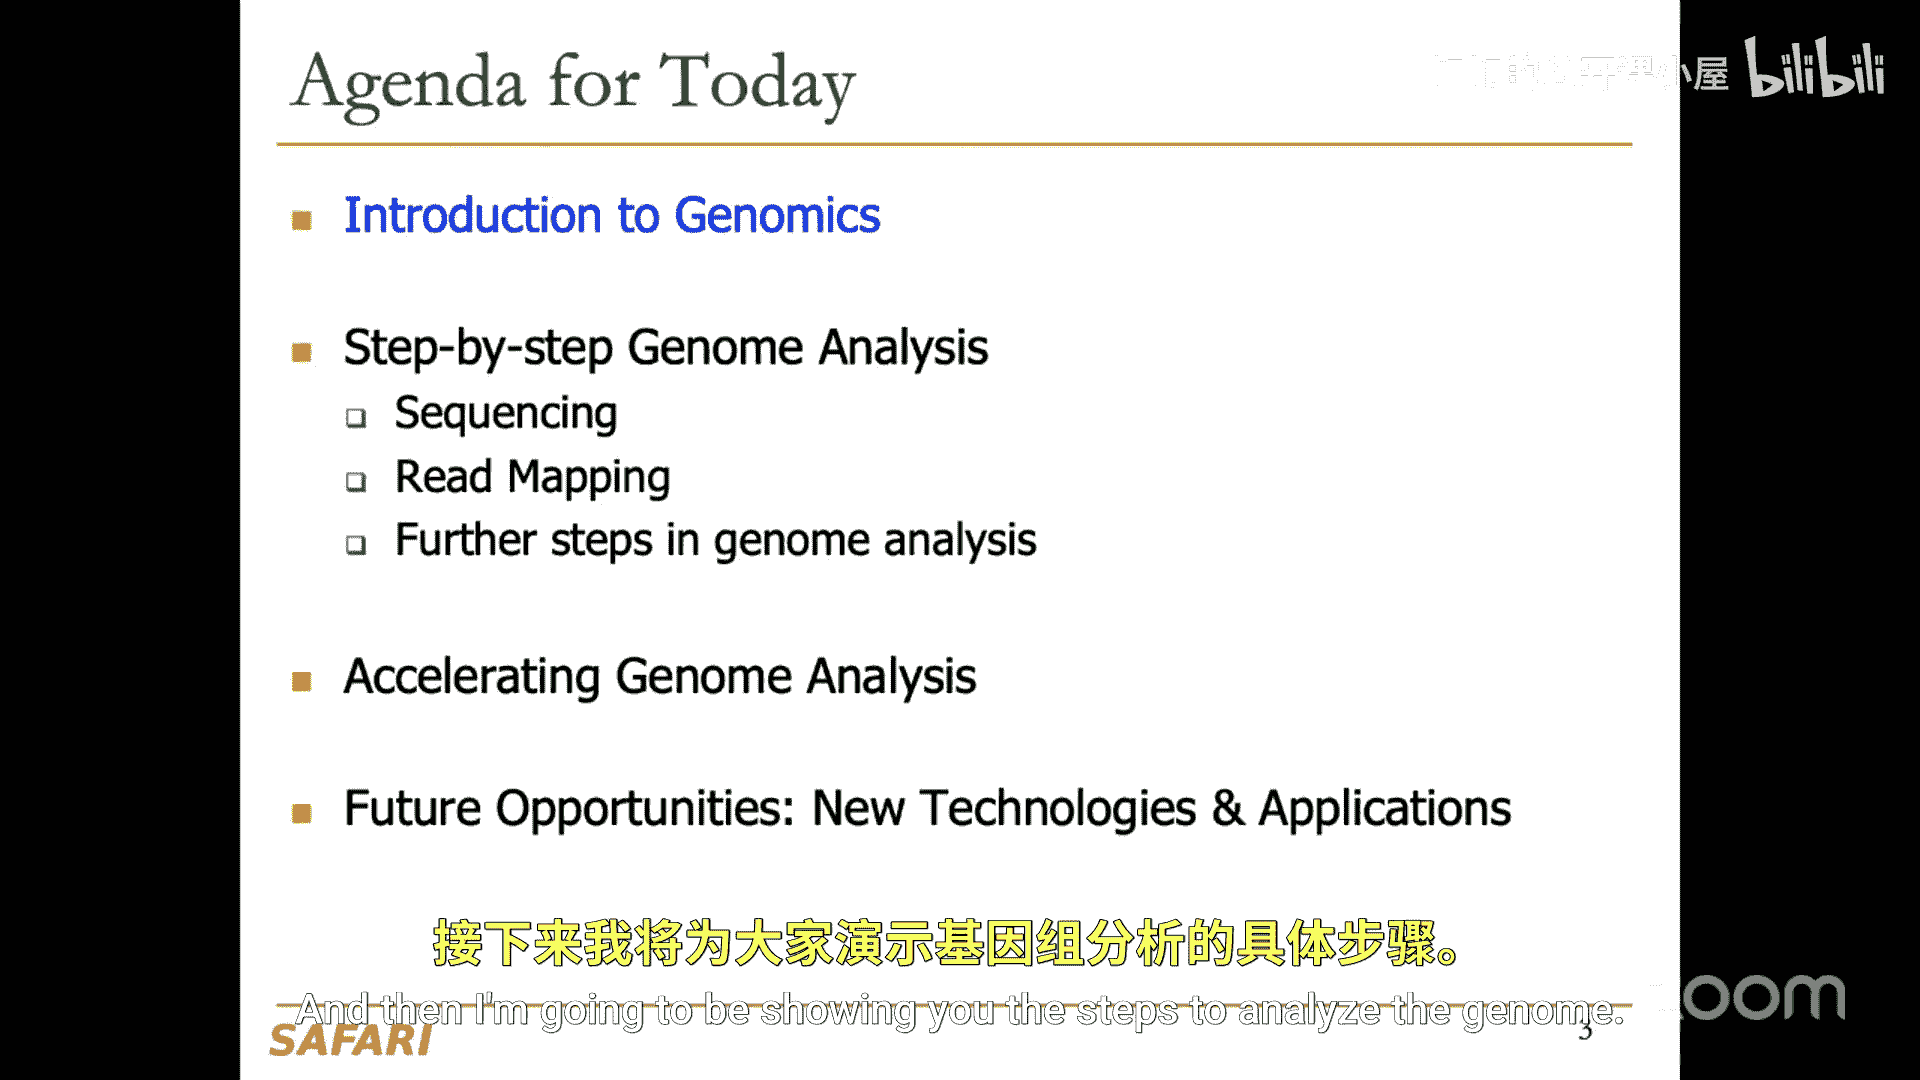 Agenda for Today
小屋 bilibili
Introduction to Genomics
Step-by-step Genome Analysis
Sequencing
Read Mapping
Further steps in genome analysis
Accelerating Genome Analysis
Future Opportunities: New Technologies & Applications
接下来我将为大家演示基因组分析的具体步骤。
And then I'm going to be showing you the steps to analyze the genome.
zoom
SAFARI
3